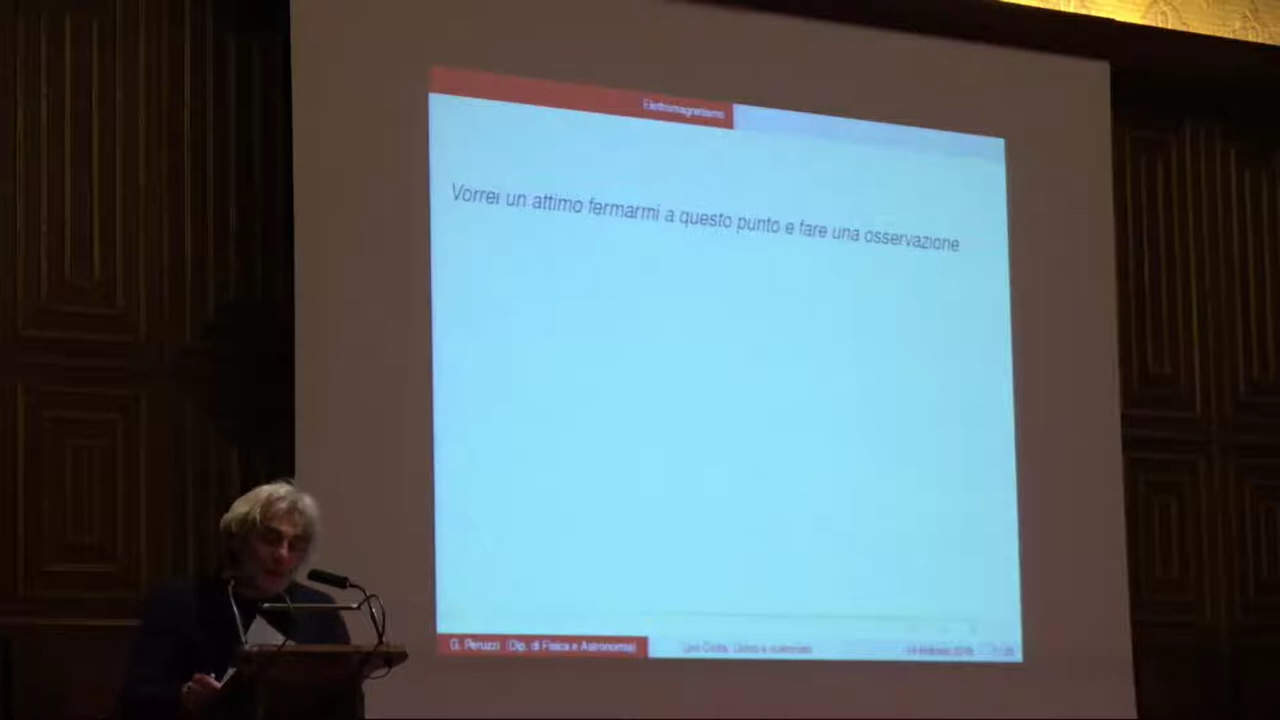 Elettromagnetismo
Vorrei un attimo fermarmi a questo punto e fare una osservazione
G. Peruzzi (Dip. di Fisica e Astronomia)